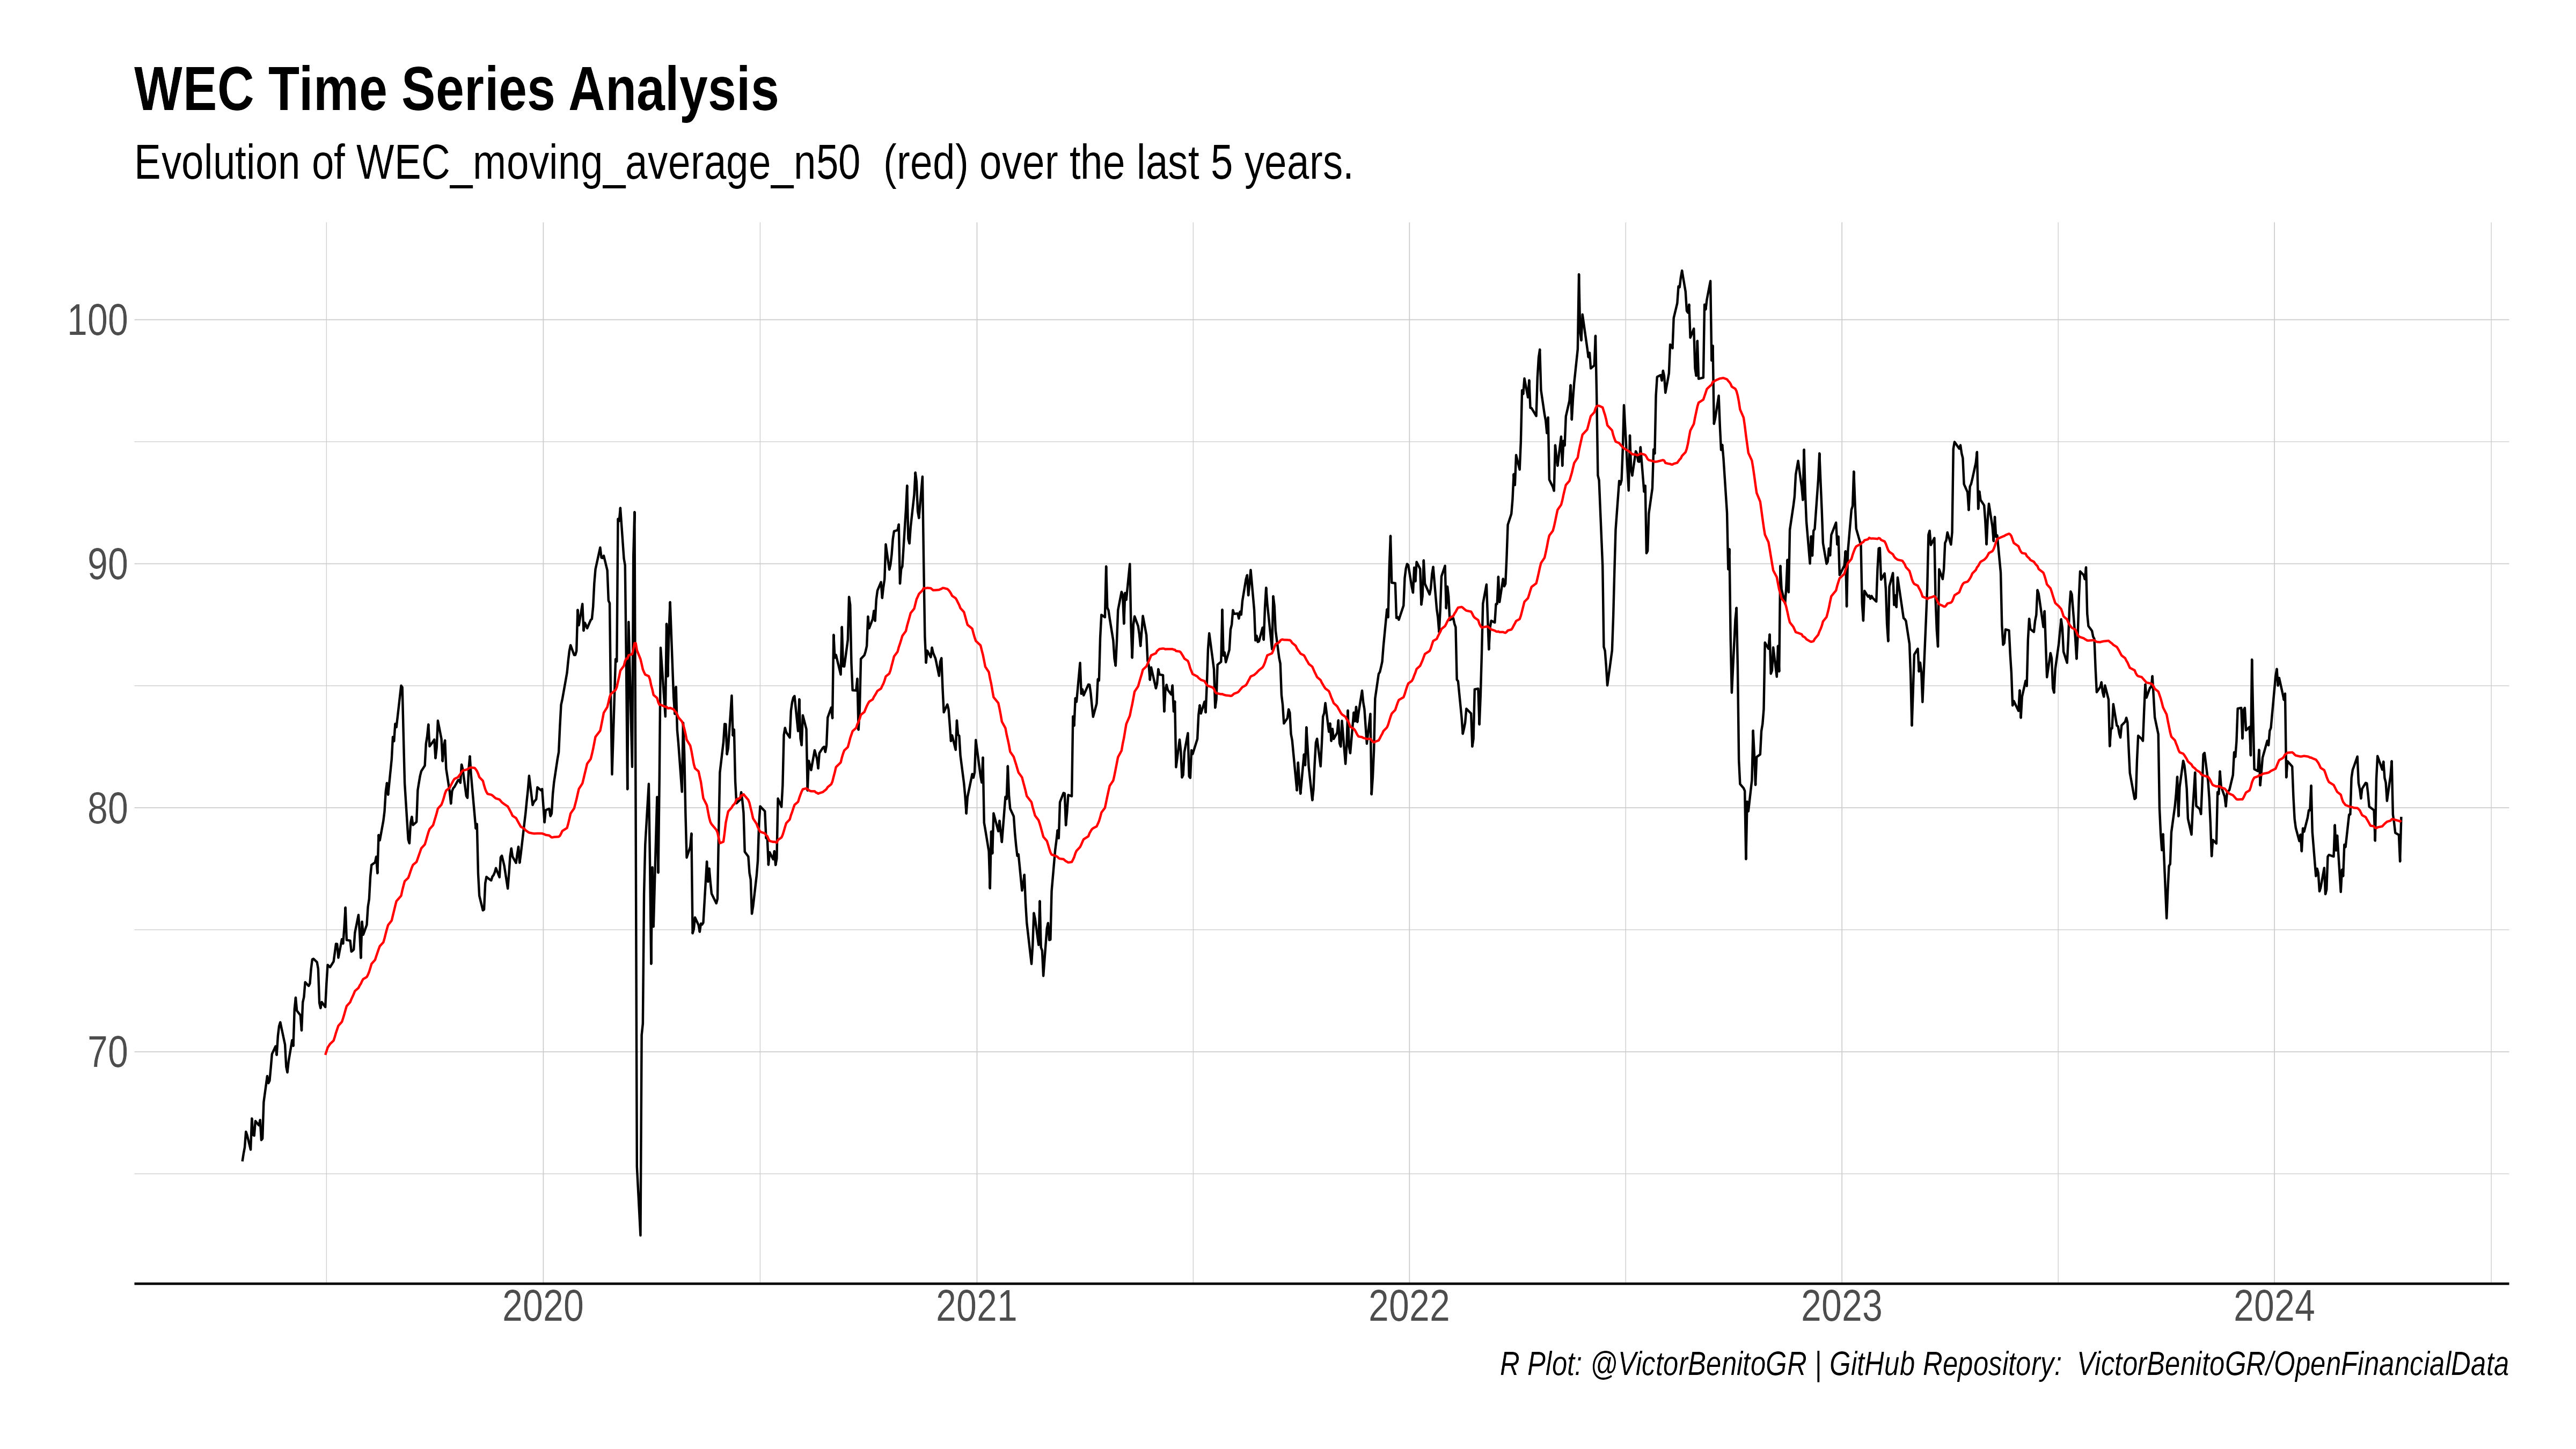 WEC Time Series Analysis
Evolution of WEC_moving_average_n50  (red) over the last 5 years.
100
90
80
70
2020 2021 2022 2023 2024
R Plot: @VictorBenitoGR | GitHub Repository:  VictorBenitoGR/OpenFinancialData